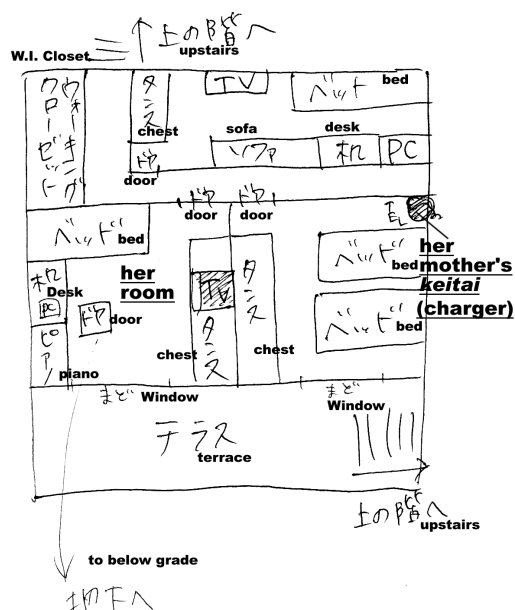 上の階へ
upstairs
W.I. Closet
ウォーキング
クローゼット
タンス
chest
TV
ベッド
bed
sofa
ソファ
desk
机
PC
ドア
door
ドア
door
ドア
door
TEL
her
mother's
keitai
(charger)
ベッド
bed
her
room
机
Desk
PC
ドア
door
ピアノ
piano
TV
タンス
chest
タンス
chest
ベッド
bed
ベッド
bed
まど
Window
まど
Window
テラス
terrace
上の階へ
upstairs
to below grade
地下へ